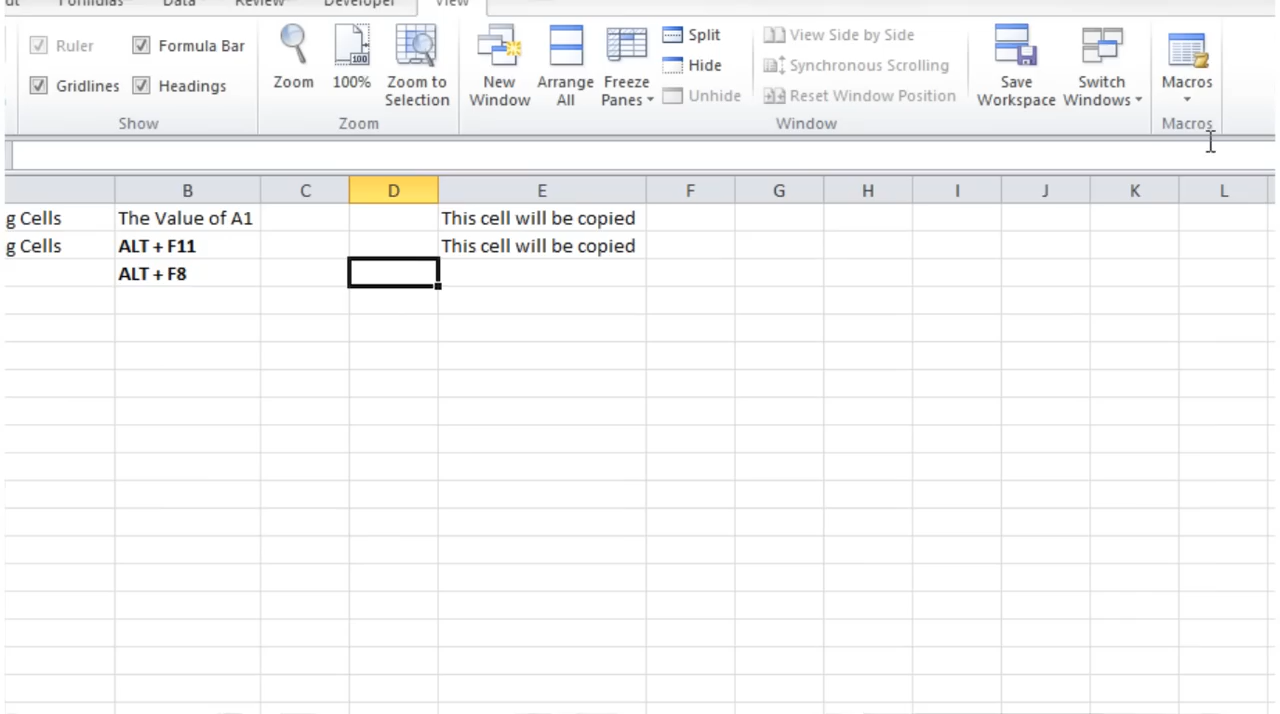 Formulas Data Review Developer View
Ruler Formula Bar
Gridlines Headings
Show
Zoom 100% Zoom to Selection
Zoom
New Window Arrange All Freeze Panes
Split
Hide
Unhide
View Side by Side
Synchronous Scrolling
Reset Window Position
Window
Save Workspace Switch Windows
Macros
Macros
B C D E F G H I J K L
g Cells The Value of A1 This cell will be copied
g Cells ALT + F11 This cell will be copied
ALT + F8